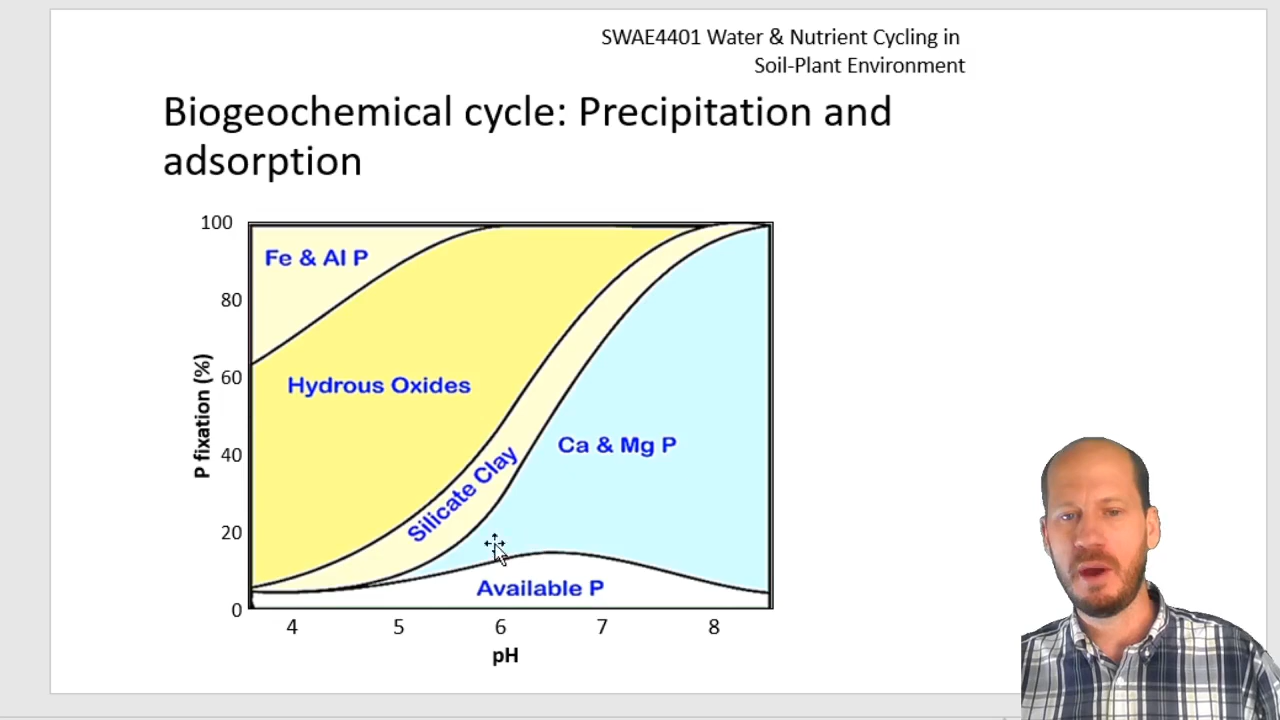 SWAE4401 Water & Nutrient Cycling in
Soil-Plant Environment
Biogeochemical cycle: Precipitation and
adsorption
100
80
60
40
20
0
P fixation (%)
Fe & Al P
Hydrous Oxides
Silicate Clay
Ca & Mg P
Available P
4 5 6 7 8
pH